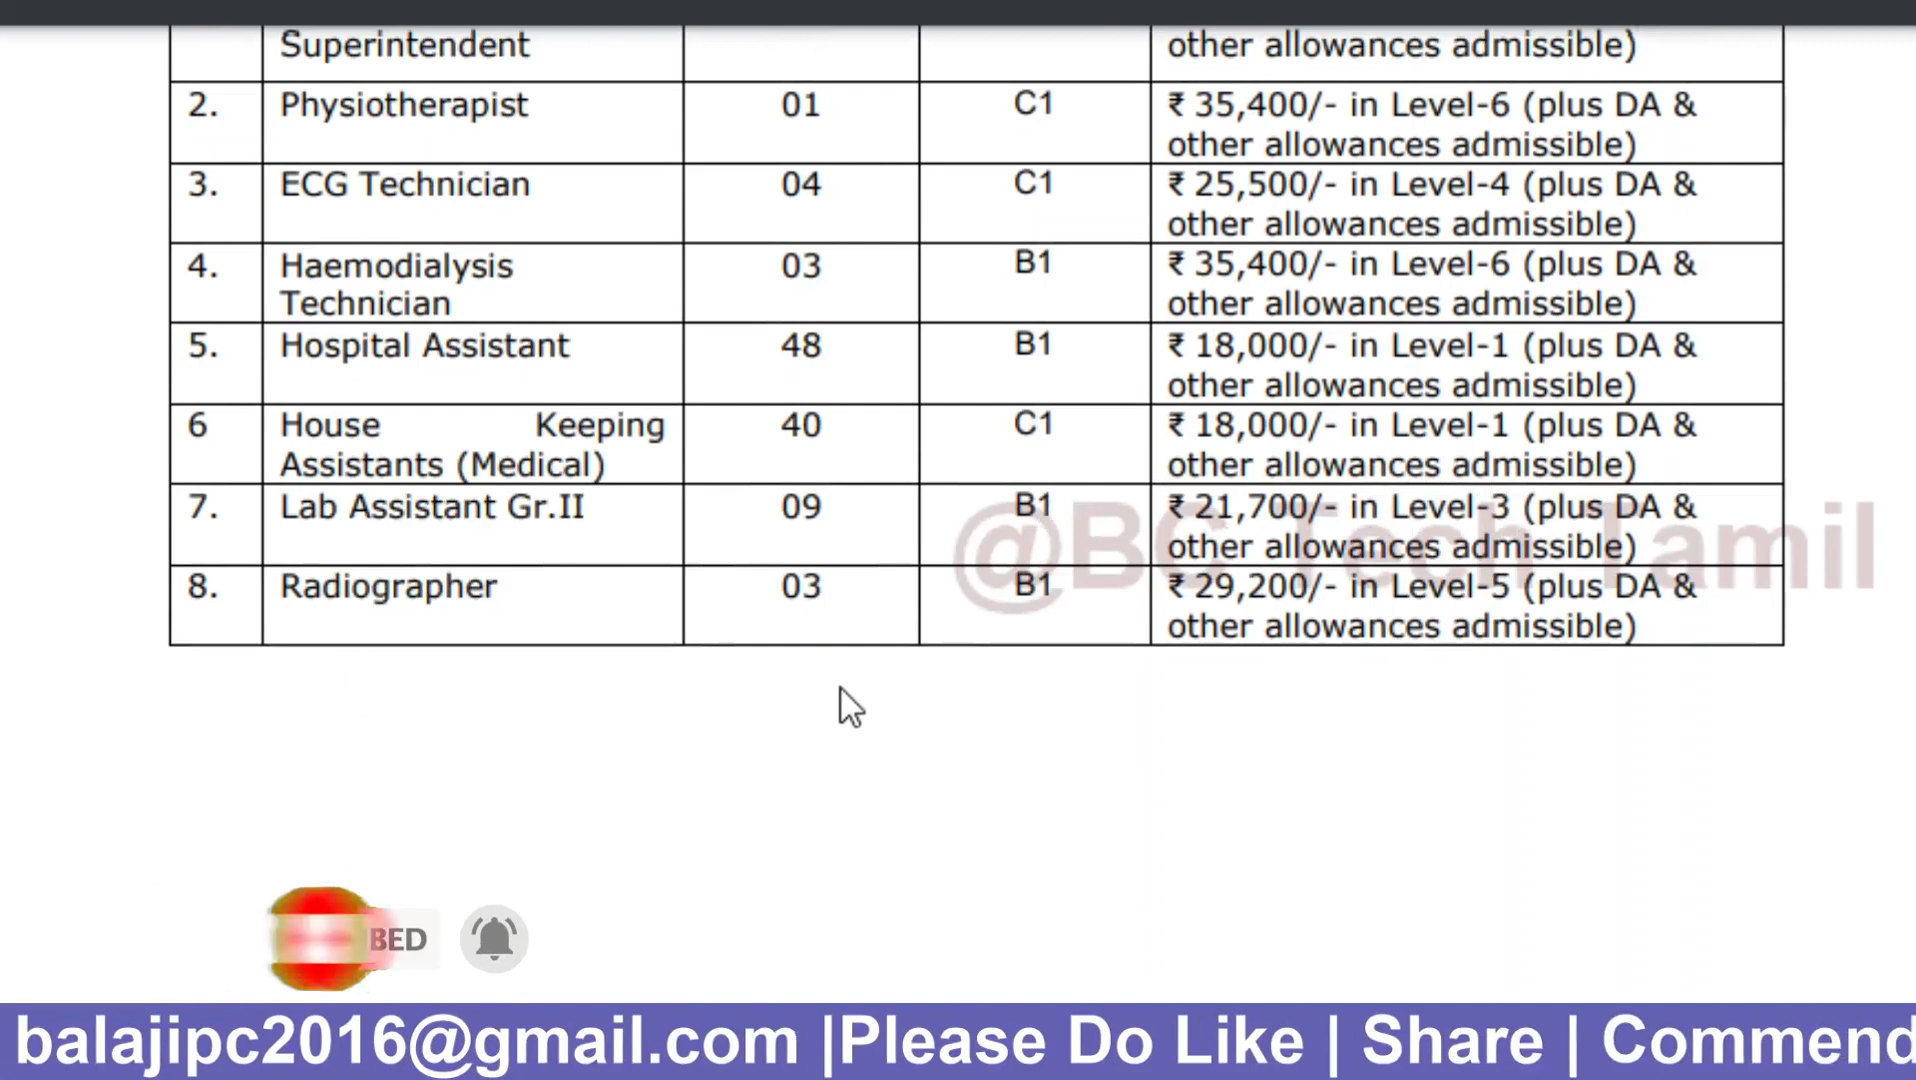 Superintendent other allowances admissible)
2. Physiotherapist 01 C1 ₹ 35,400/- in Level-6 (plus DA &
other allowances admissible)
3. ECG Technician 04 C1 ₹ 25,500/- in Level-4 (plus DA &
other allowances admissible)
4. Haemodialysis 03 B1 ₹ 35,400/- in Level-6 (plus DA &
Technician other allowances admissible)
5. Hospital Assistant 48 B1 ₹ 18,000/- in Level-1 (plus DA &
other allowances admissible)
6 House Keeping 40 C1 ₹ 18,000/- in Level-1 (plus DA &
Assistants (Medical) other allowances admissible)
7. Lab Assistant Gr.II 09 B1 ₹ 21,700/- in Level-3 (plus DA &
other allowances admissible)
@BC Tech Tamil
8. Radiographer 03 B1 ₹ 29,200/- in Level-5 (plus DA &
other allowances admissible)
BED
balajipc2016@gmail.com |Please Do Like | Share | Commend